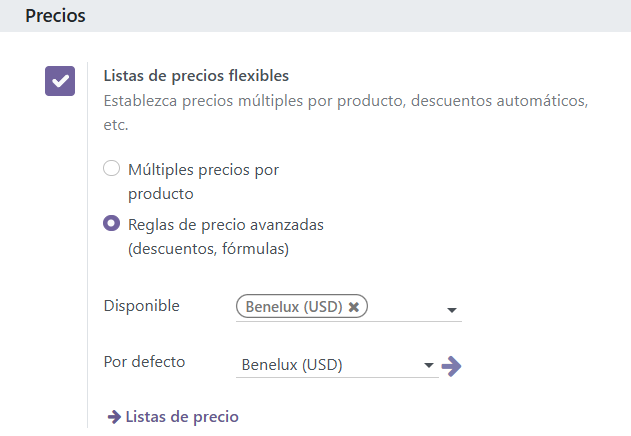 Precios
Listas de precios flexibles
Establezca precios múltiples por producto, descuentos automáticos,
etc.
Múltiples precios por
producto
Reglas de precio avanzadas
(descuentos, fórmulas)
Disponible Benelux (USD)
Por defecto Benelux (USD)
Listas de precio